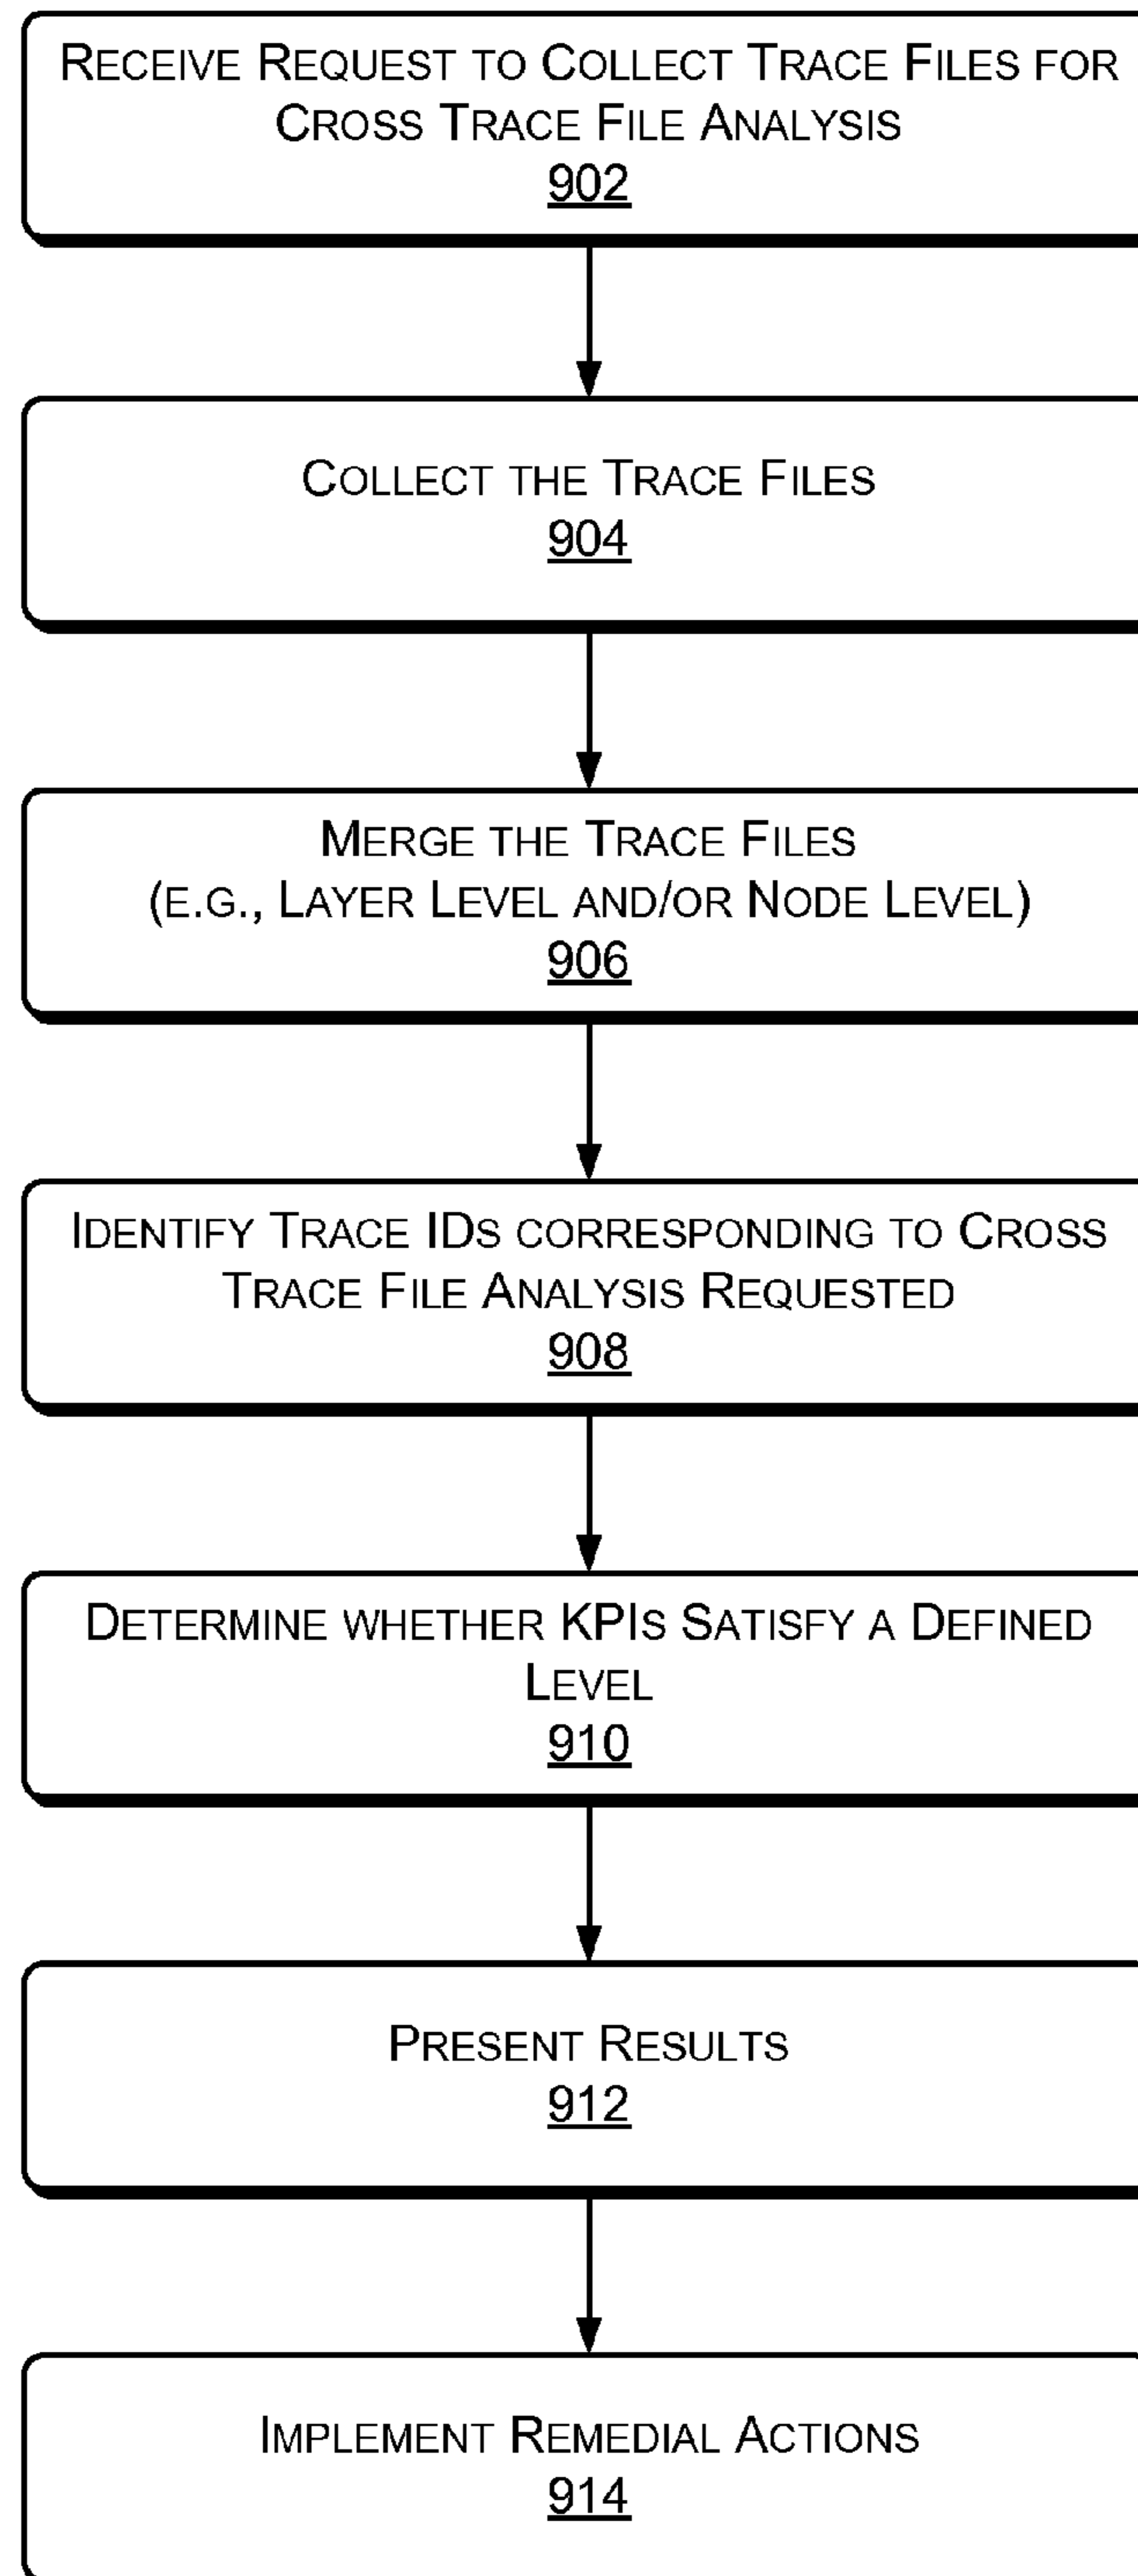 RECEIVE REQUEST TO COLLECT TRACE FILES FOR
CROSS TRACE FILE ANALYSIS
902
COLLECT THE TRACE FILES
904
MERGE THE TRACE FILES
(E.G., LAYER LEVEL AND/OR NODE LEVEL)
906
IDENTIFY TRACE IDS CORRESPONDING TO CROSS
TRACE FILE ANALYSIS REQUESTED
908
DETERMINE WHETHER KPIS SATISFY A DEFINED
LEVEL
910
PRESENT RESULTS
912
IMPLEMENT REMEDIAL ACTIONS
914